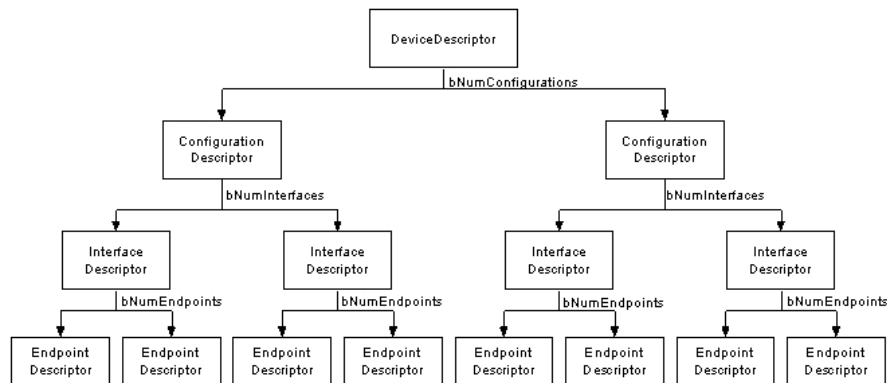 DeviceDescriptor
bNumConfigurations
Configuration
Descriptor
Configuration
Descriptor
bNumInterfaces
bNumInterfaces
Interface
Descriptor
Interface
Descriptor
Interface
Descriptor
Interface
Descriptor
bNumEndpoints
bNumEndpoints
bNumEndpoints
bNumEndpoints
Endpoint
Descriptor
Endpoint
Descriptor
Endpoint
Descriptor
Endpoint
Descriptor
Endpoint
Descriptor
Endpoint
Descriptor
Endpoint
Descriptor
Endpoint
Descriptor